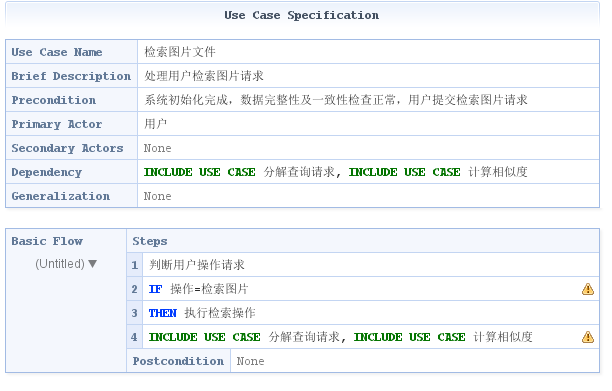 Use Case Specification
Use Case Name 检索图片文件
Brief Description 处理用户检索图片请求
Precondition 系统初始化完成，数据完整性及一致性检查正常，用户提交检索图片请求
Primary Actor 用户
Secondary Actors None
Dependency INCLUDE USE CASE 分解查询请求, INCLUDE USE CASE 计算相似度
Generalization None
Basic Flow Steps
(Untitled) ▼
1 判断用户操作请求
2 IF 操作=检索图片
3 THEN 执行检索操作
4 INCLUDE USE CASE 分解查询请求, INCLUDE USE CASE 计算相似度
Postcondition None